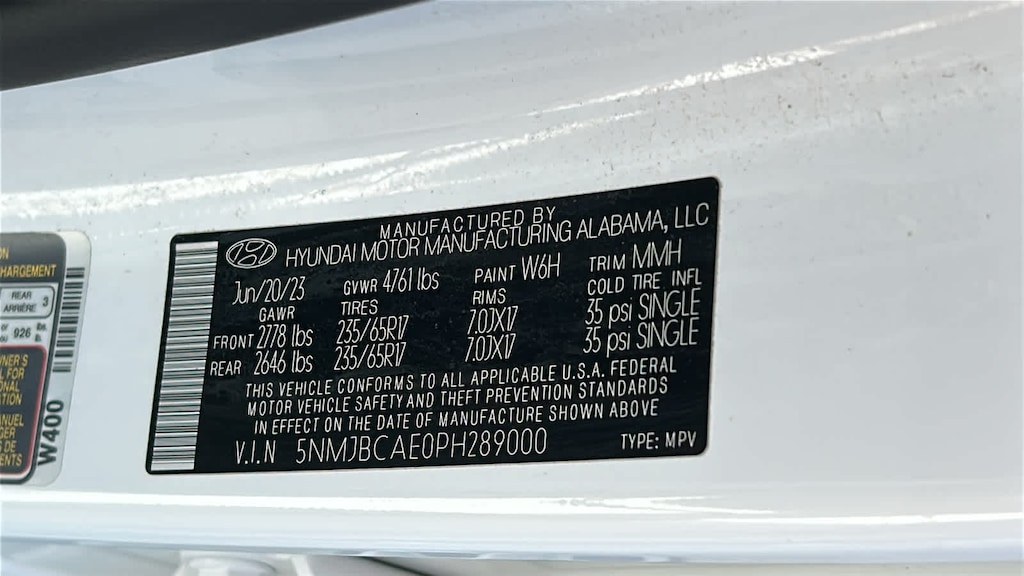 MANUFACTURED BY
HYUNDAI MOTOR MANUFACTURING ALABAMA, LLC
Jun/20/23 GVWR 4761 lbs PAINT W6H TRIM MMH
GAWR TIRES RIMS COLD TIRE INFL
FRONT 2778 lbs 235/65R17 7.0JX17 35 psi SINGLE
REAR 2646 lbs 235/65R17 7.0JX17 35 psi SINGLE
THIS VEHICLE CONFORMS TO ALL APPLICABLE U.S.A. FEDERAL
MOTOR VEHICLE SAFETY AND THEFT PREVENTION STANDARDS
IN EFFECT ON THE DATE OF MANUFACTURE SHOWN ABOVE
V.I.N 5NMJBCAE0PH289000 TYPE: MPV
HARGEMENT
REAR
ARRIÈRE 3
926 lbs.
W400